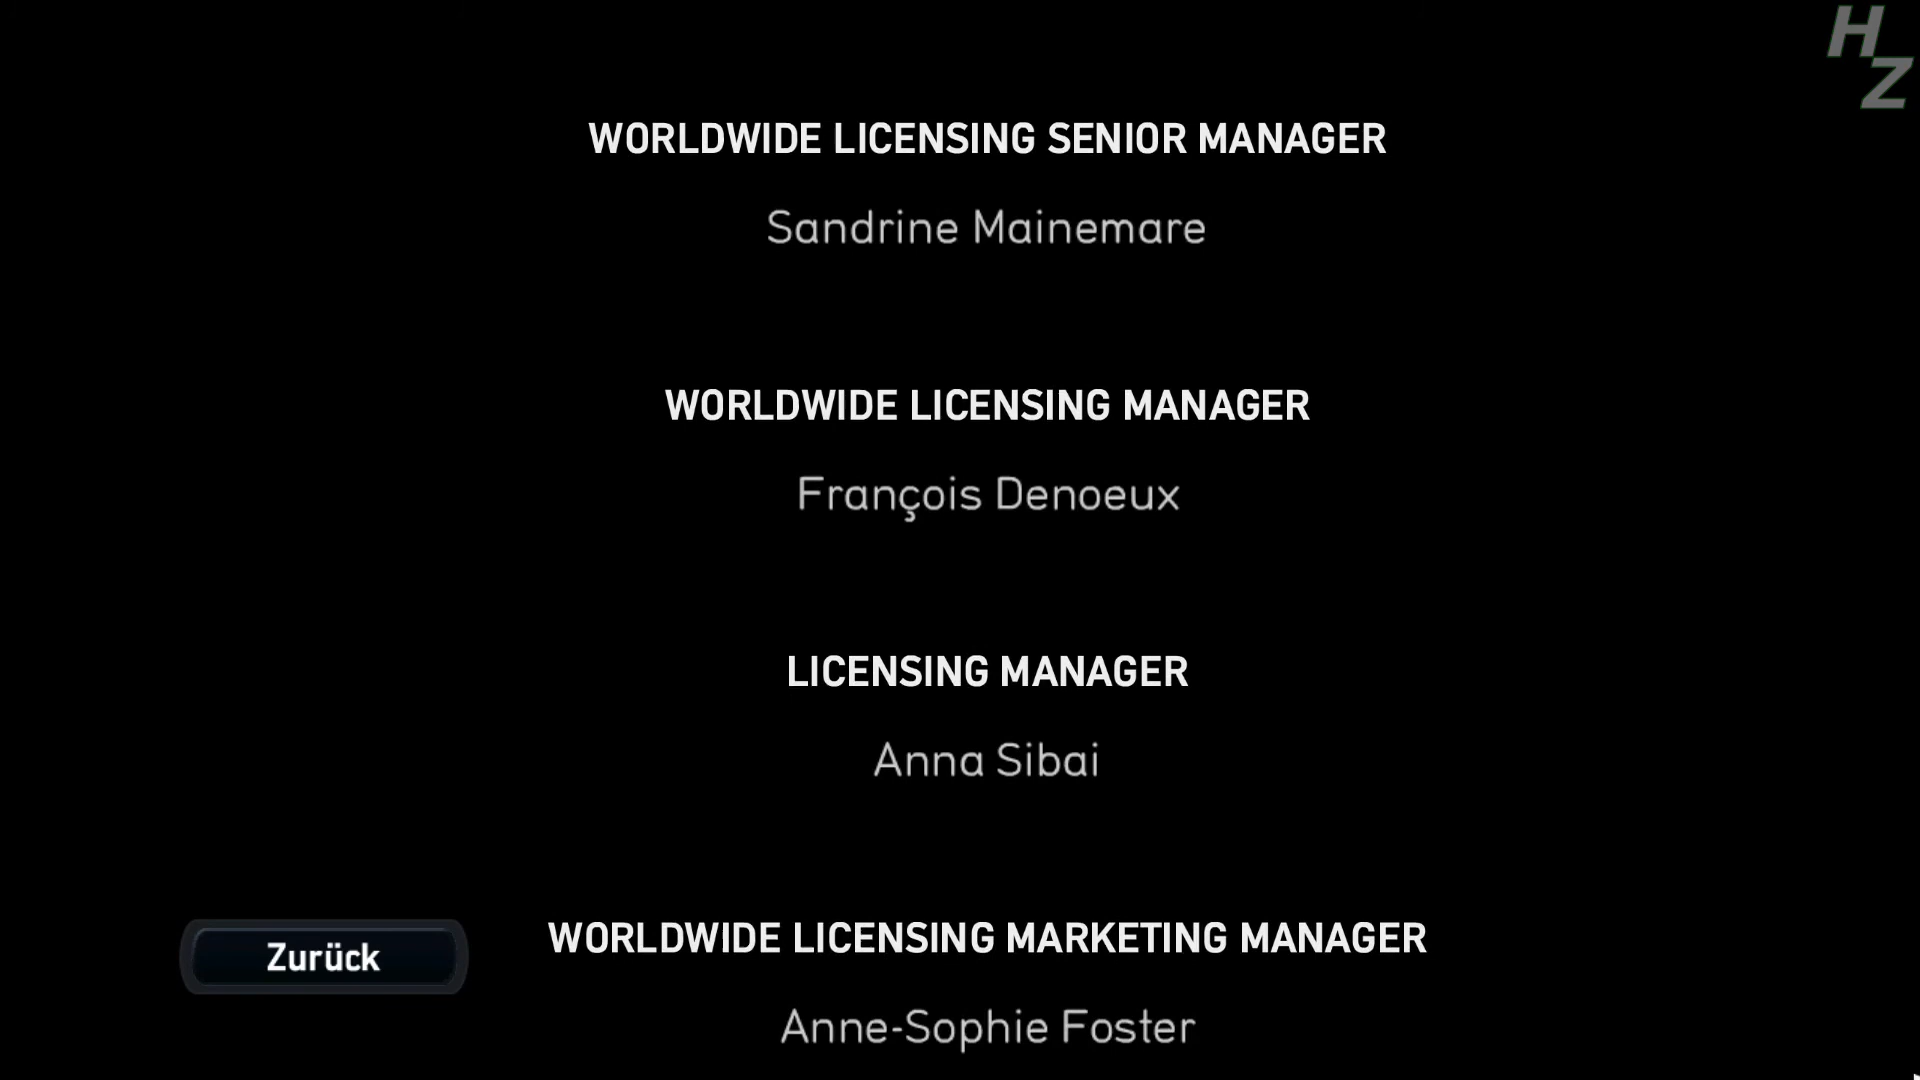 H
Z
WORLDWIDE LICENSING SENIOR MANAGER
Sandrine Mainemare
WORLDWIDE LICENSING MANAGER
François Denoeux
LICENSING MANAGER
Anna Sibai
WORLDWIDE LICENSING MARKETING MANAGER
Zurück
Anne-Sophie Foster